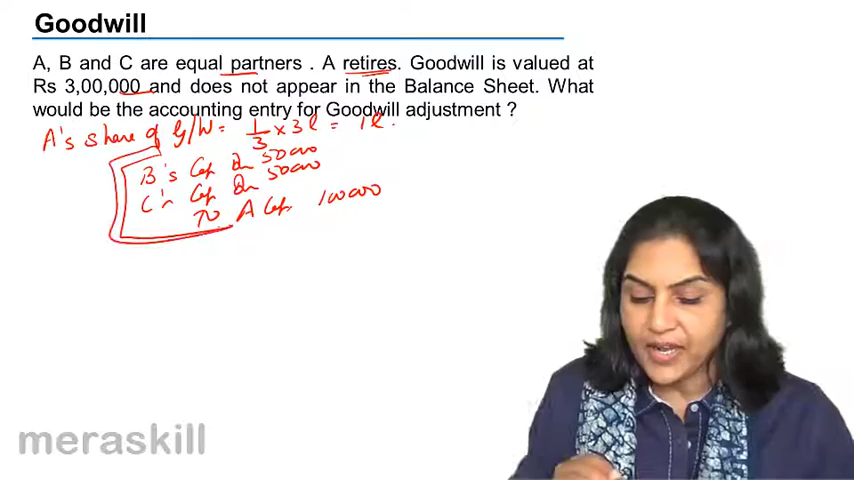 Goodwill
A, B and C are equal partners . A retires. Goodwill is valued at
Rs 3,00,000 and does not appear in the Balance Sheet. What
would be the accounting entry for Goodwill adjustment ?
A's share of G/W = 1/3 x 3l = 1l.
B's Cap Dr 50000
C's Cap Dr 50000
To A Cap 100000
meraskill